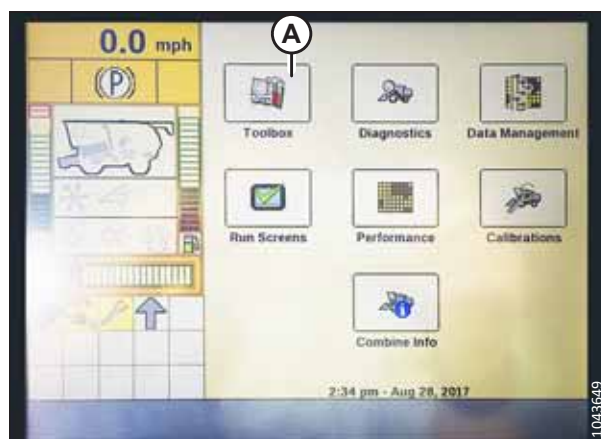 0.0 mph
A
(P)
Toolbox
Diagnostics
Data Management
Run Screens
Performance
Calibrations
Combine Info
2:34 pm - Aug 28, 2017
1043649